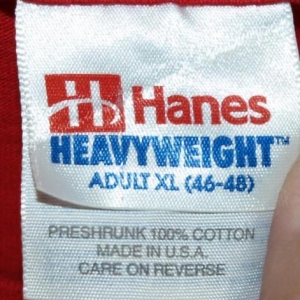 H Hanes
HEAVYWEIGHT™
ADULT XL (46-48)
PRESHRUNK 100% COTTON
MADE IN U.S.A.
CARE ON REVERSE